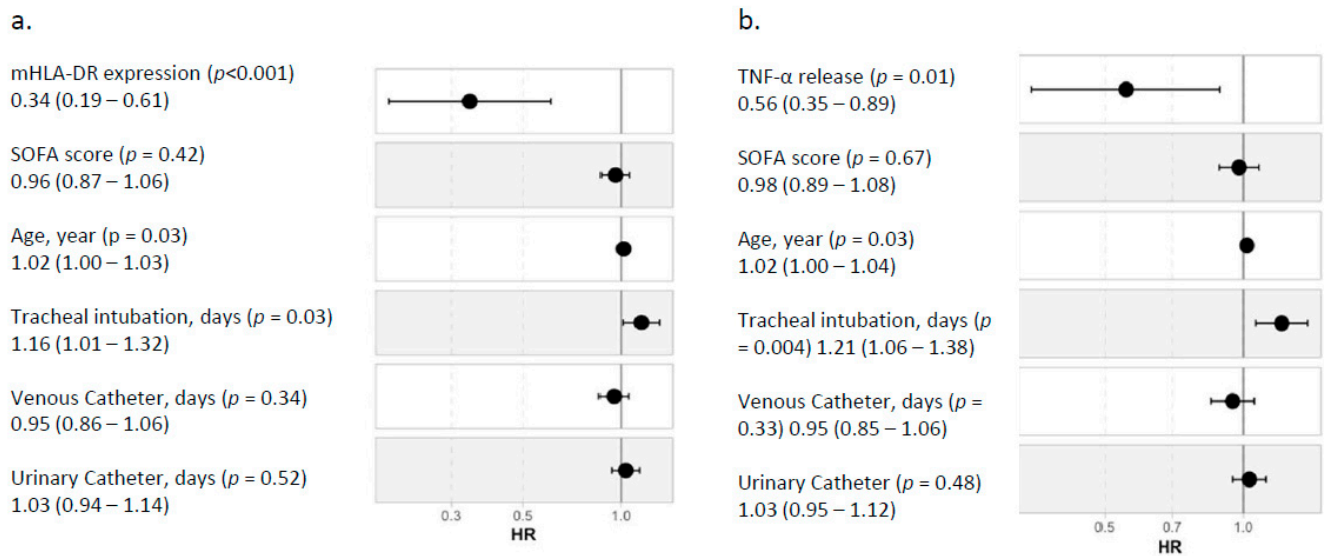 a.
mHLA-DR expression (p<0.001)
0.34 (0.19 – 0.61)
SOFA score (p = 0.42)
0.96 (0.87 – 1.06)
Age, year (p = 0.03)
1.02 (1.00 – 1.03)
Tracheal intubation, days (p = 0.03)
1.16 (1.01 – 1.32)
Venous Catheter, days (p = 0.34)
0.95 (0.86 – 1.06)
Urinary Catheter, days (p = 0.52)
1.03 (0.94 – 1.14)
0.3 0.5 1.0
HR
b.
TNF-α release (p = 0.01)
0.56 (0.35 – 0.89)
SOFA score (p = 0.67)
0.98 (0.89 – 1.08)
Age, year (p = 0.03)
1.02 (1.00 – 1.04)
Tracheal intubation, days (p
= 0.004) 1.21 (1.06 – 1.38)
Venous Catheter, days (p =
0.33) 0.95 (0.85 – 1.06)
Urinary Catheter (p = 0.48)
1.03 (0.95 – 1.12)
0.5 0.7 1.0
HR